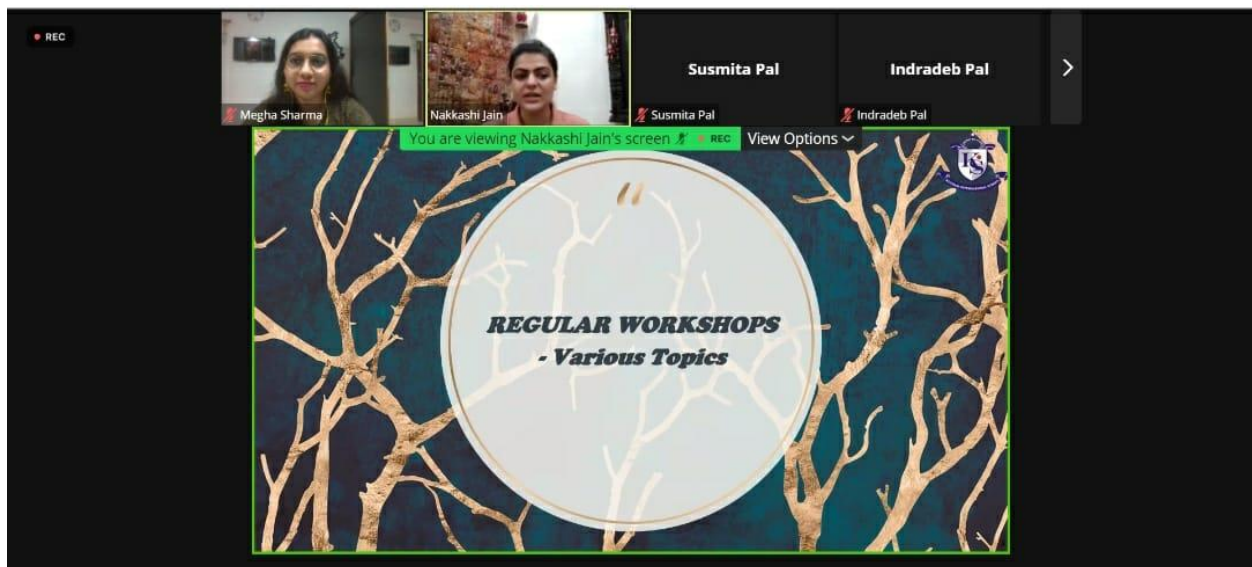 REC
Susmita Pal
Indradeb Pal
Megha Sharma
Nakkashi Jain
Susmita Pal
Indradeb Pal
You are viewing Nakkashi Jain's screen REC View Options
“
REGULAR WORKSHOPS
- Various Topics